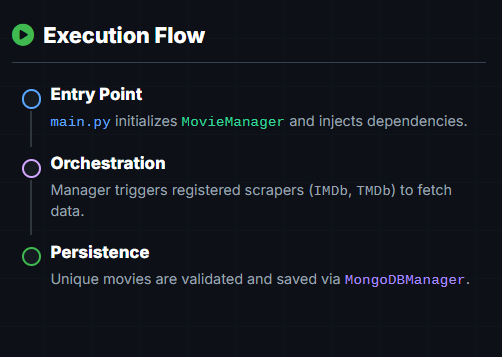 Execution Flow
Entry Point
main.py initializes MovieManager and injects dependencies.
Orchestration
Manager triggers registered scrapers (IMDb, TMDb) to fetch
data.
Persistence
Unique movies are validated and saved via MongoDBManager.